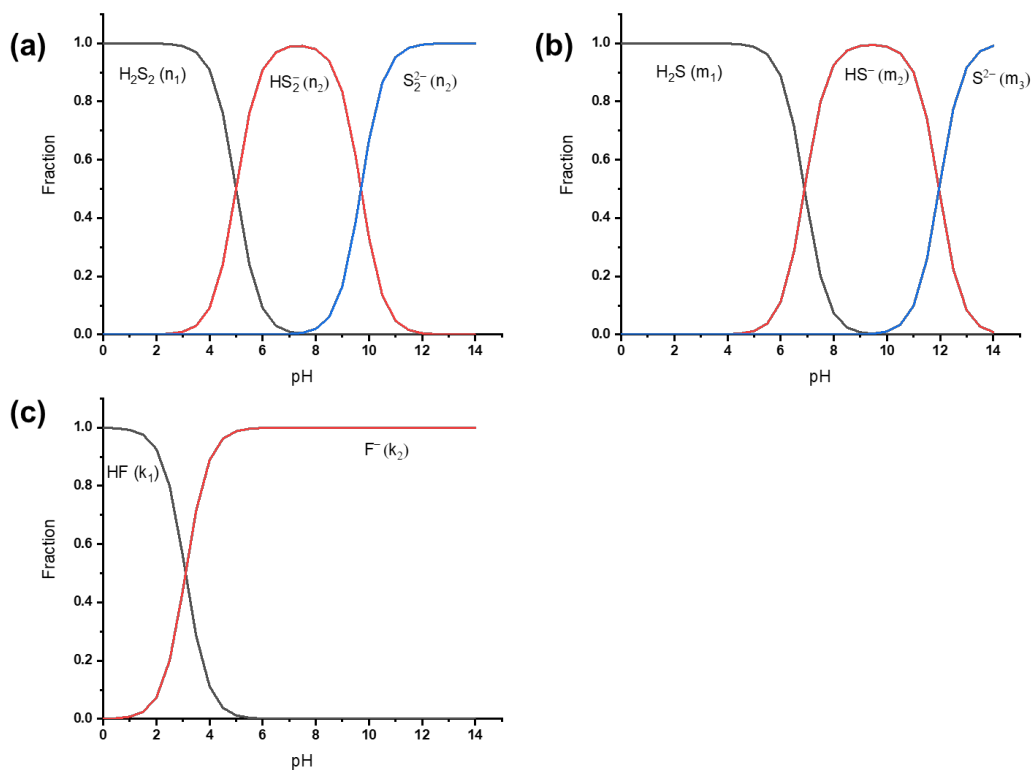 (a)
1.0
0.8
0.6
0.4
0.2
0.0
Fraction
H₂S₂ (n₁)
HS₂⁻ (n₂)
S₂²⁻ (n₂)
0 2 4 6 8 10 12 14
pH
(b)
1.0
0.8
0.6
0.4
0.2
0.0
Fraction
H₂S (m₁)
HS⁻ (m₂)
S²⁻ (m₃)
0 2 4 6 8 10 12 14
pH
(c)
1.0
0.8
0.6
0.4
0.2
0.0
Fraction
HF (k₁)
F⁻ (k₂)
0 2 4 6 8 10 12 14
pH